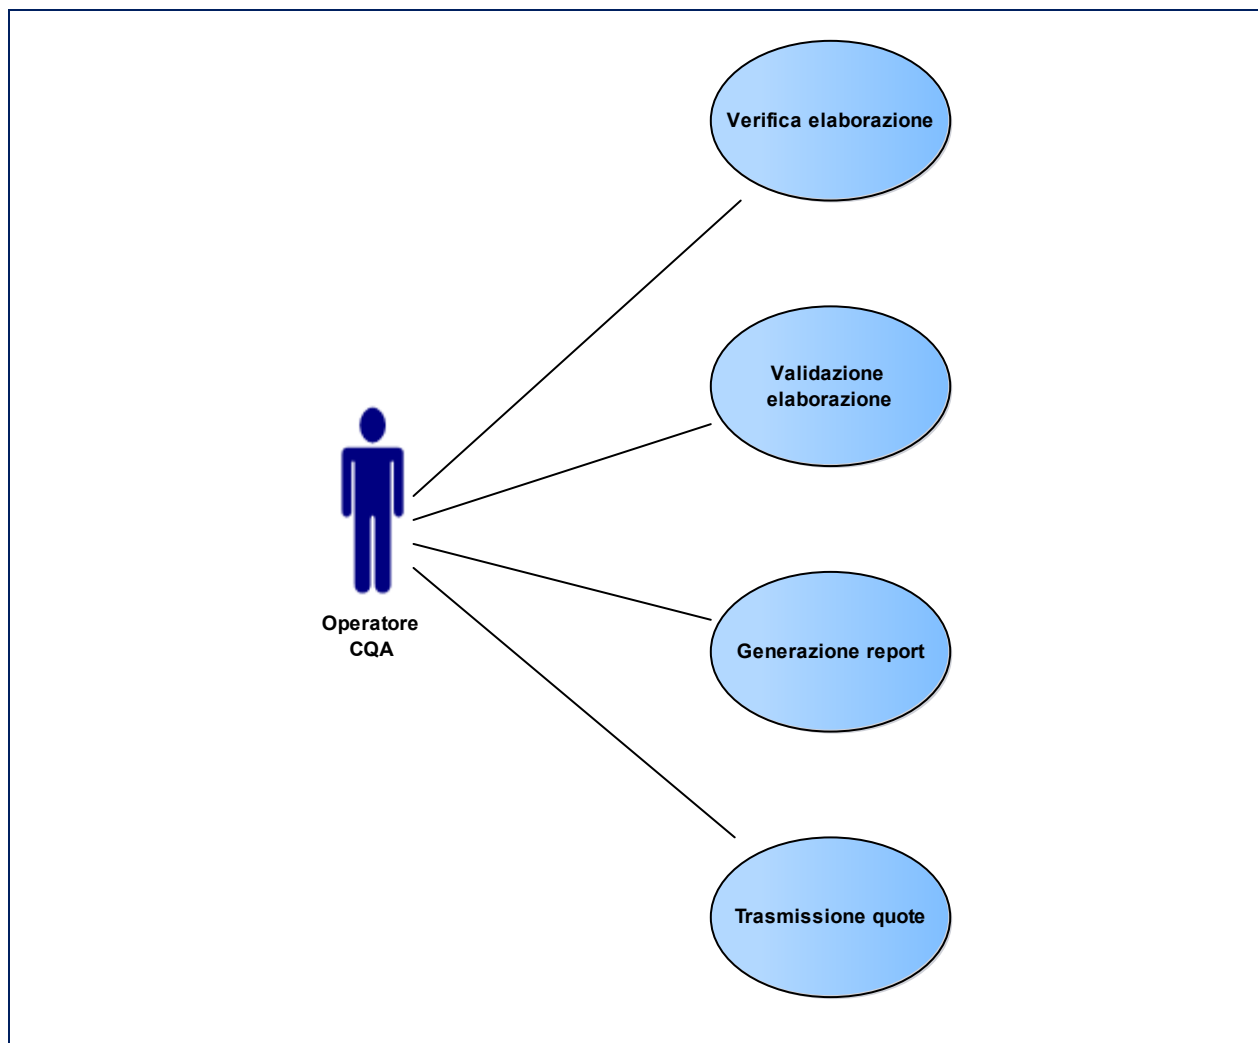 Verifica elaborazione
Validazione
elaborazione
Operatore
CQA
Generazione report
Trasmissione quote